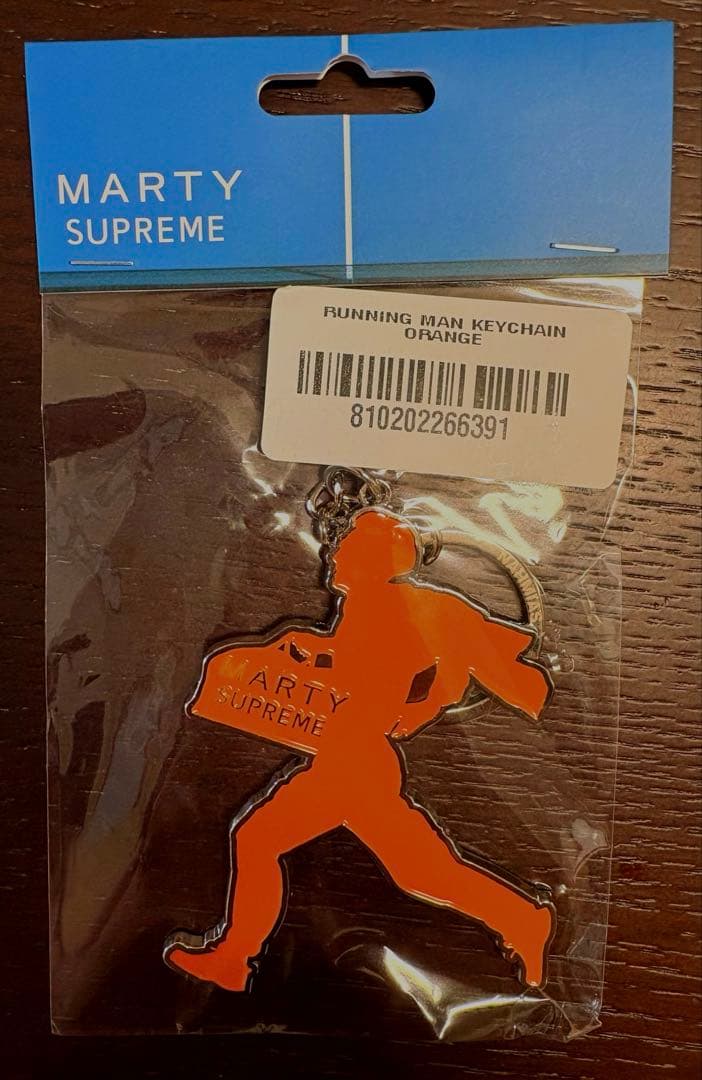 MARTY
SUPREME
RUNNING MAN KEYCHAIN
ORANGE
810202266391
MARTY
SUPREME